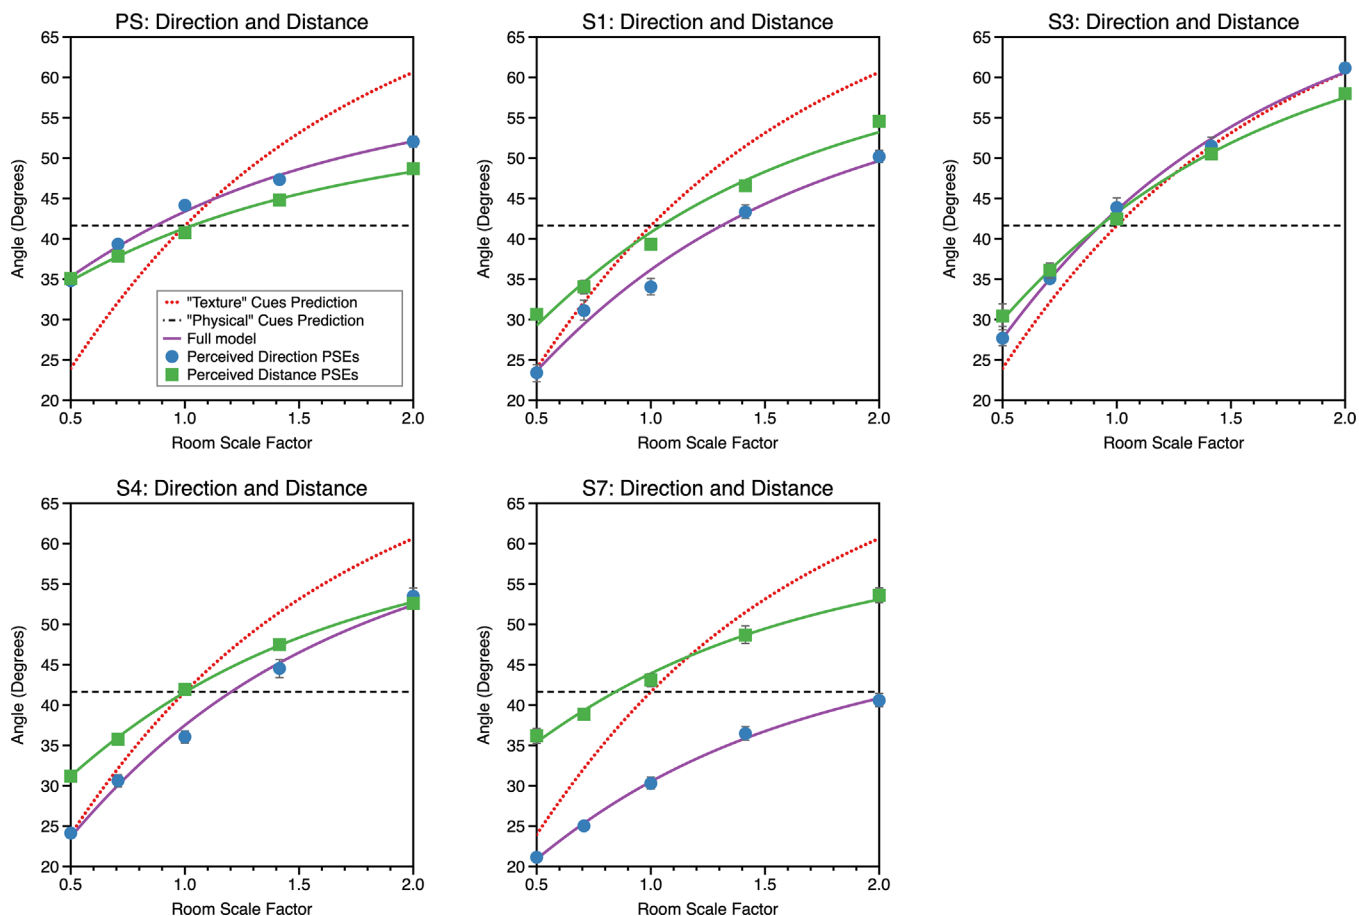 PS: Direction and Distance
65
60
55
50
45
40
35
30
25
20
Angle (Degrees)
"Texture" Cues Prediction
"Physical" Cues Prediction
Full model
Perceived Direction PSEs
Perceived Distance PSEs
0.5 1.0 1.5 2.0
Room Scale Factor
S1: Direction and Distance
65
60
55
50
45
40
35
30
25
20
Angle (Degrees)
0.5 1.0 1.5 2.0
Room Scale Factor
S3: Direction and Distance
65
60
55
50
45
40
35
30
25
20
Angle (Degrees)
0.5 1.0 1.5 2.0
Room Scale Factor
S4: Direction and Distance
65
60
55
50
45
40
35
30
25
20
Angle (Degrees)
0.5 1.0 1.5 2.0
Room Scale Factor
S7: Direction and Distance
65
60
55
50
45
40
35
30
25
20
Angle (Degrees)
0.5 1.0 1.5 2.0
Room Scale Factor